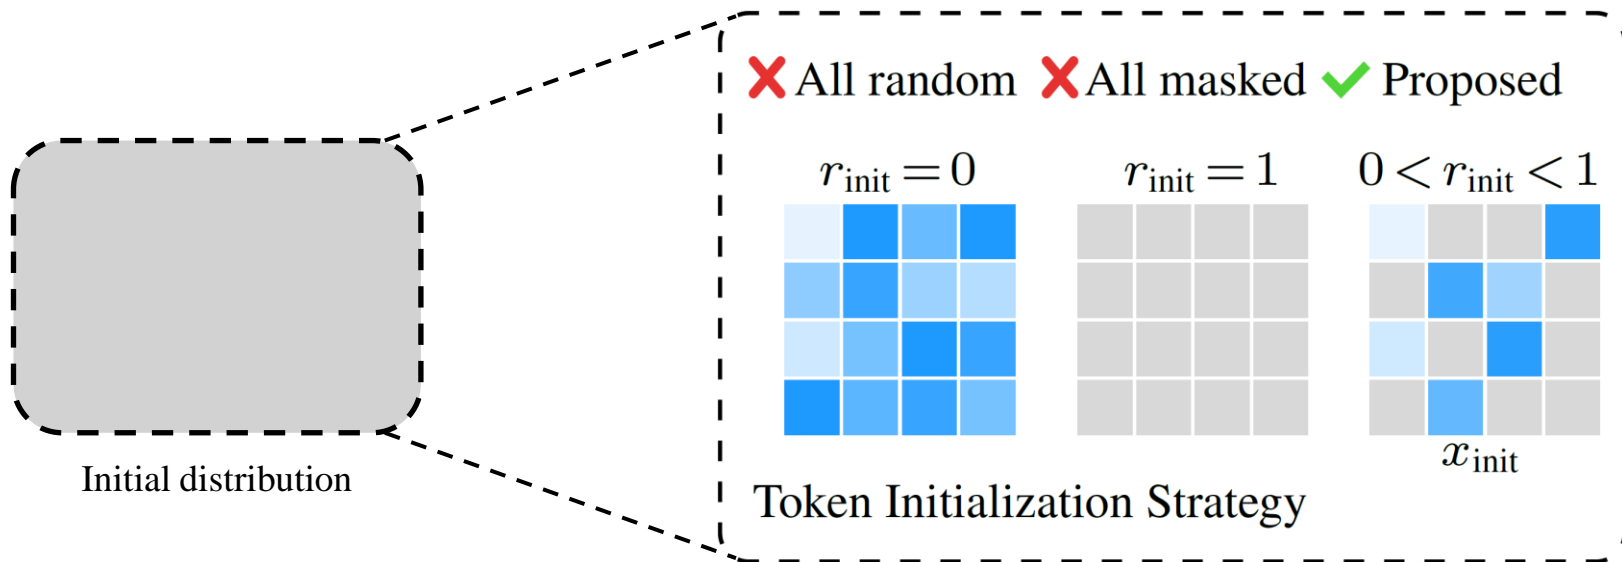 All random All masked Proposed
r_init = 0 r_init = 1 0 < r_init < 1
x_init
Initial distribution
Token Initialization Strategy